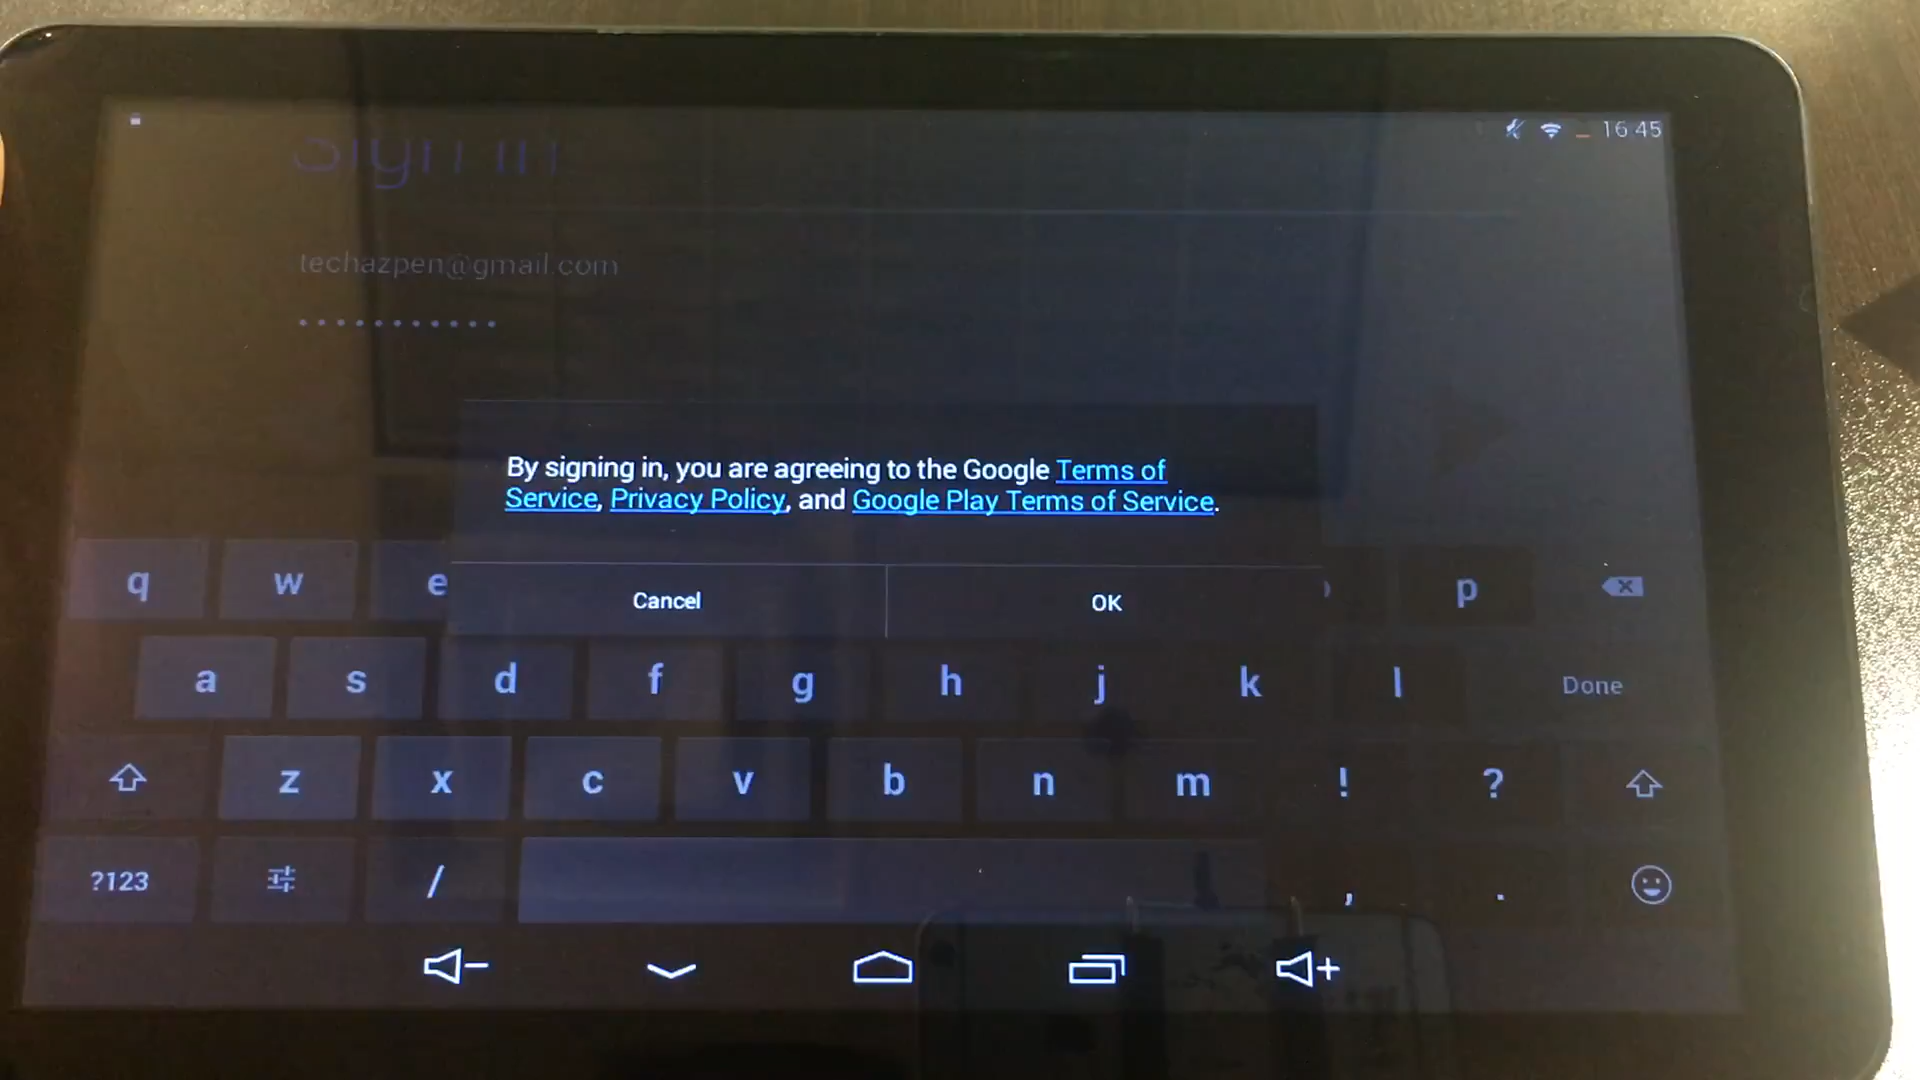 16:45
Sign in
techazpen@gmail.com
By signing in, you are agreeing to the Google Terms of
Service, Privacy Policy, and Google Play Terms of Service.
Cancel OK
q w e p
a s d f g h j k l Done
z x c v b n m ! ?
?123 / , .